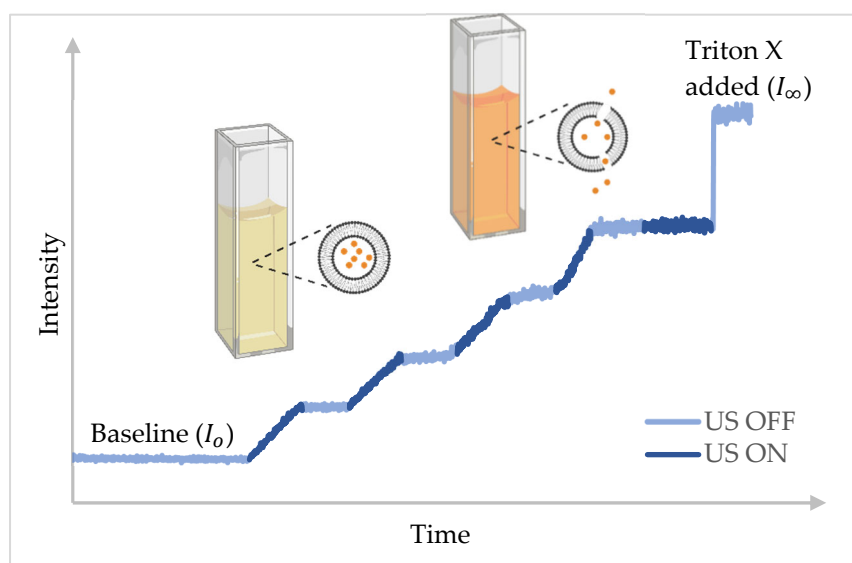 Triton X
added (I∞)
Intensity
Baseline (Io)
US OFF
US ON
Time